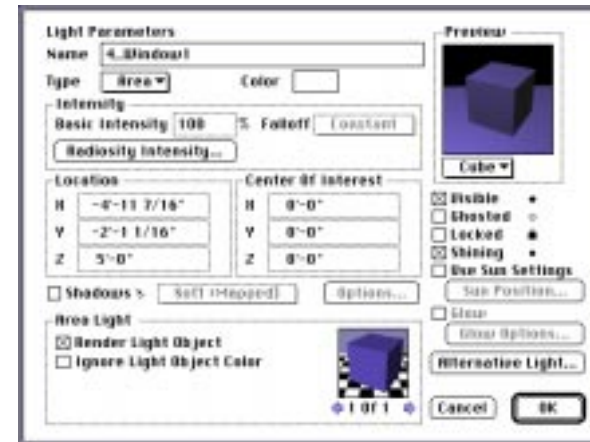 Light Parameters
Name 4..Window1
Type Area Color
Intensity
Basic Intensity 100 % Falloff Constant
Radiosity Intensity...
Location
X -4'-11 7/16"
Y -2'-1 1/16"
Z 5'-0"
Center Of Interest
X 0'-0"
Y 0'-0"
Z 0'-0"
Shadows Soft (Mapped) Options...
Area Light
Render Light Object
Ignore Light Object Color
1 Of 1
Preview
Cube
Visible
Ghosted
Locked
Shining
Use Sun Settings
Sun Position...
Glow
Glow Options...
Alternative Light...
Cancel OK